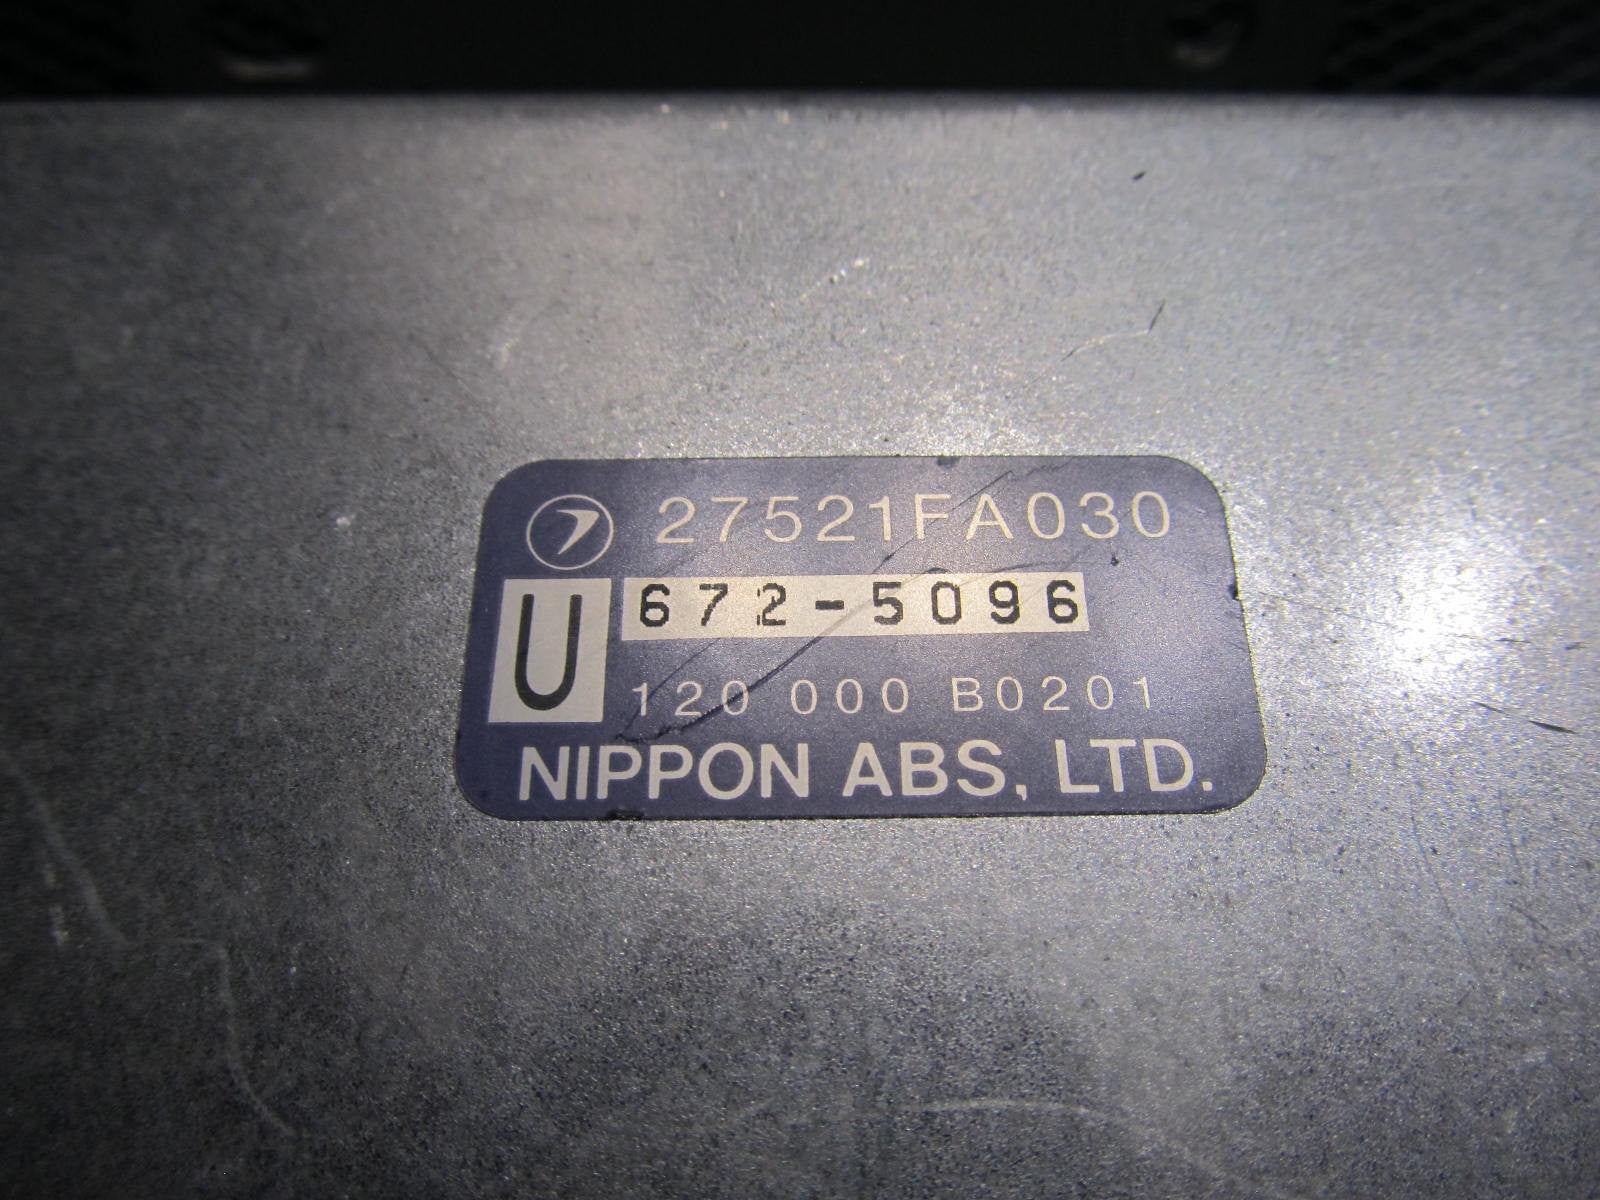 27521FA030
U 672-5096
120 000 B0201
NIPPON ABS, LTD.